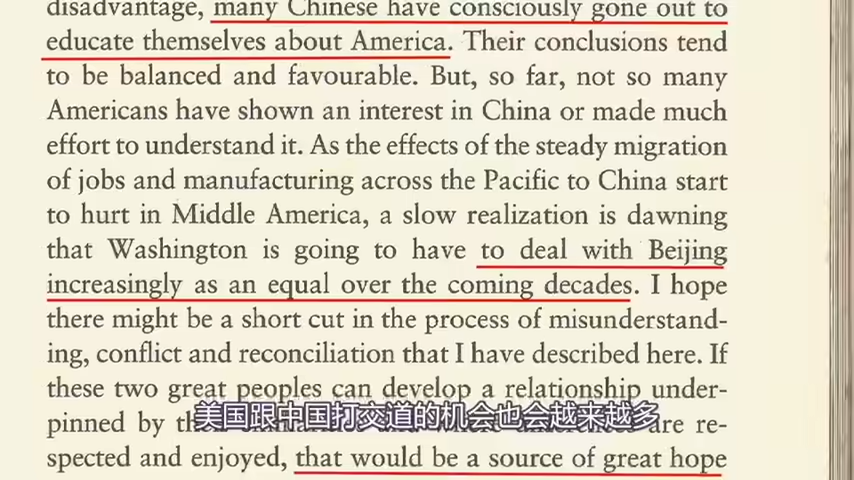 disadvantage, many Chinese have consciously gone out to
educate themselves about America. Their conclusions tend
to be balanced and favourable. But, so far, not so many
Americans have shown an interest in China or made much
effort to understand it. As the effects of the steady migration
of jobs and manufacturing across the Pacific to China start
to hurt in Middle America, a slow realization is dawning
that Washington is going to have to deal with Beijing
increasingly as an equal over the coming decades. I hope
there might be a short cut in the process of misunderstand-
ing, conflict and reconciliation that I have described here. If
these two great peoples can develop a relationship under-
pinned by are re-
美国跟中国打交道的机会也会越来越多
spected and enjoyed, that would be a source of great hope